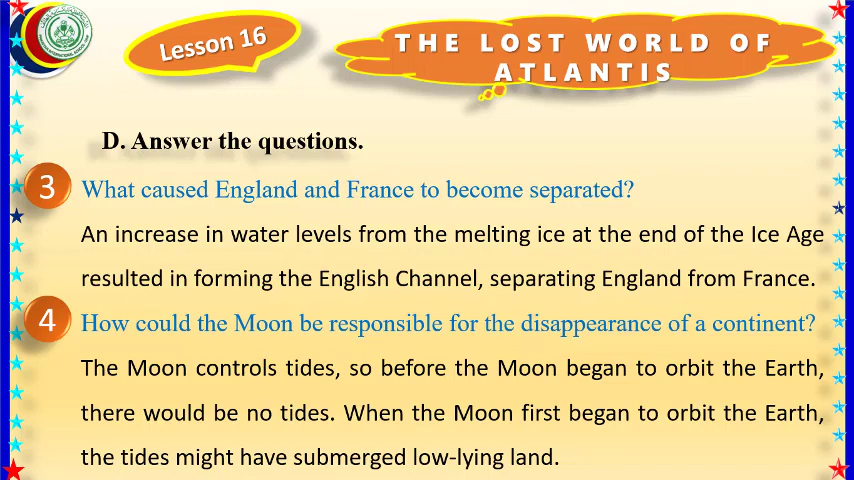 Lesson 16
THE LOST WORLD OF
ATLANTIS
D. Answer the questions.
3 What caused England and France to become separated?
An increase in water levels from the melting ice at the end of the Ice Age
resulted in forming the English Channel, separating England from France.
4 How could the Moon be responsible for the disappearance of a continent?
The Moon controls tides, so before the Moon began to orbit the Earth,
there would be no tides. When the Moon first began to orbit the Earth,
the tides might have submerged low-lying land.